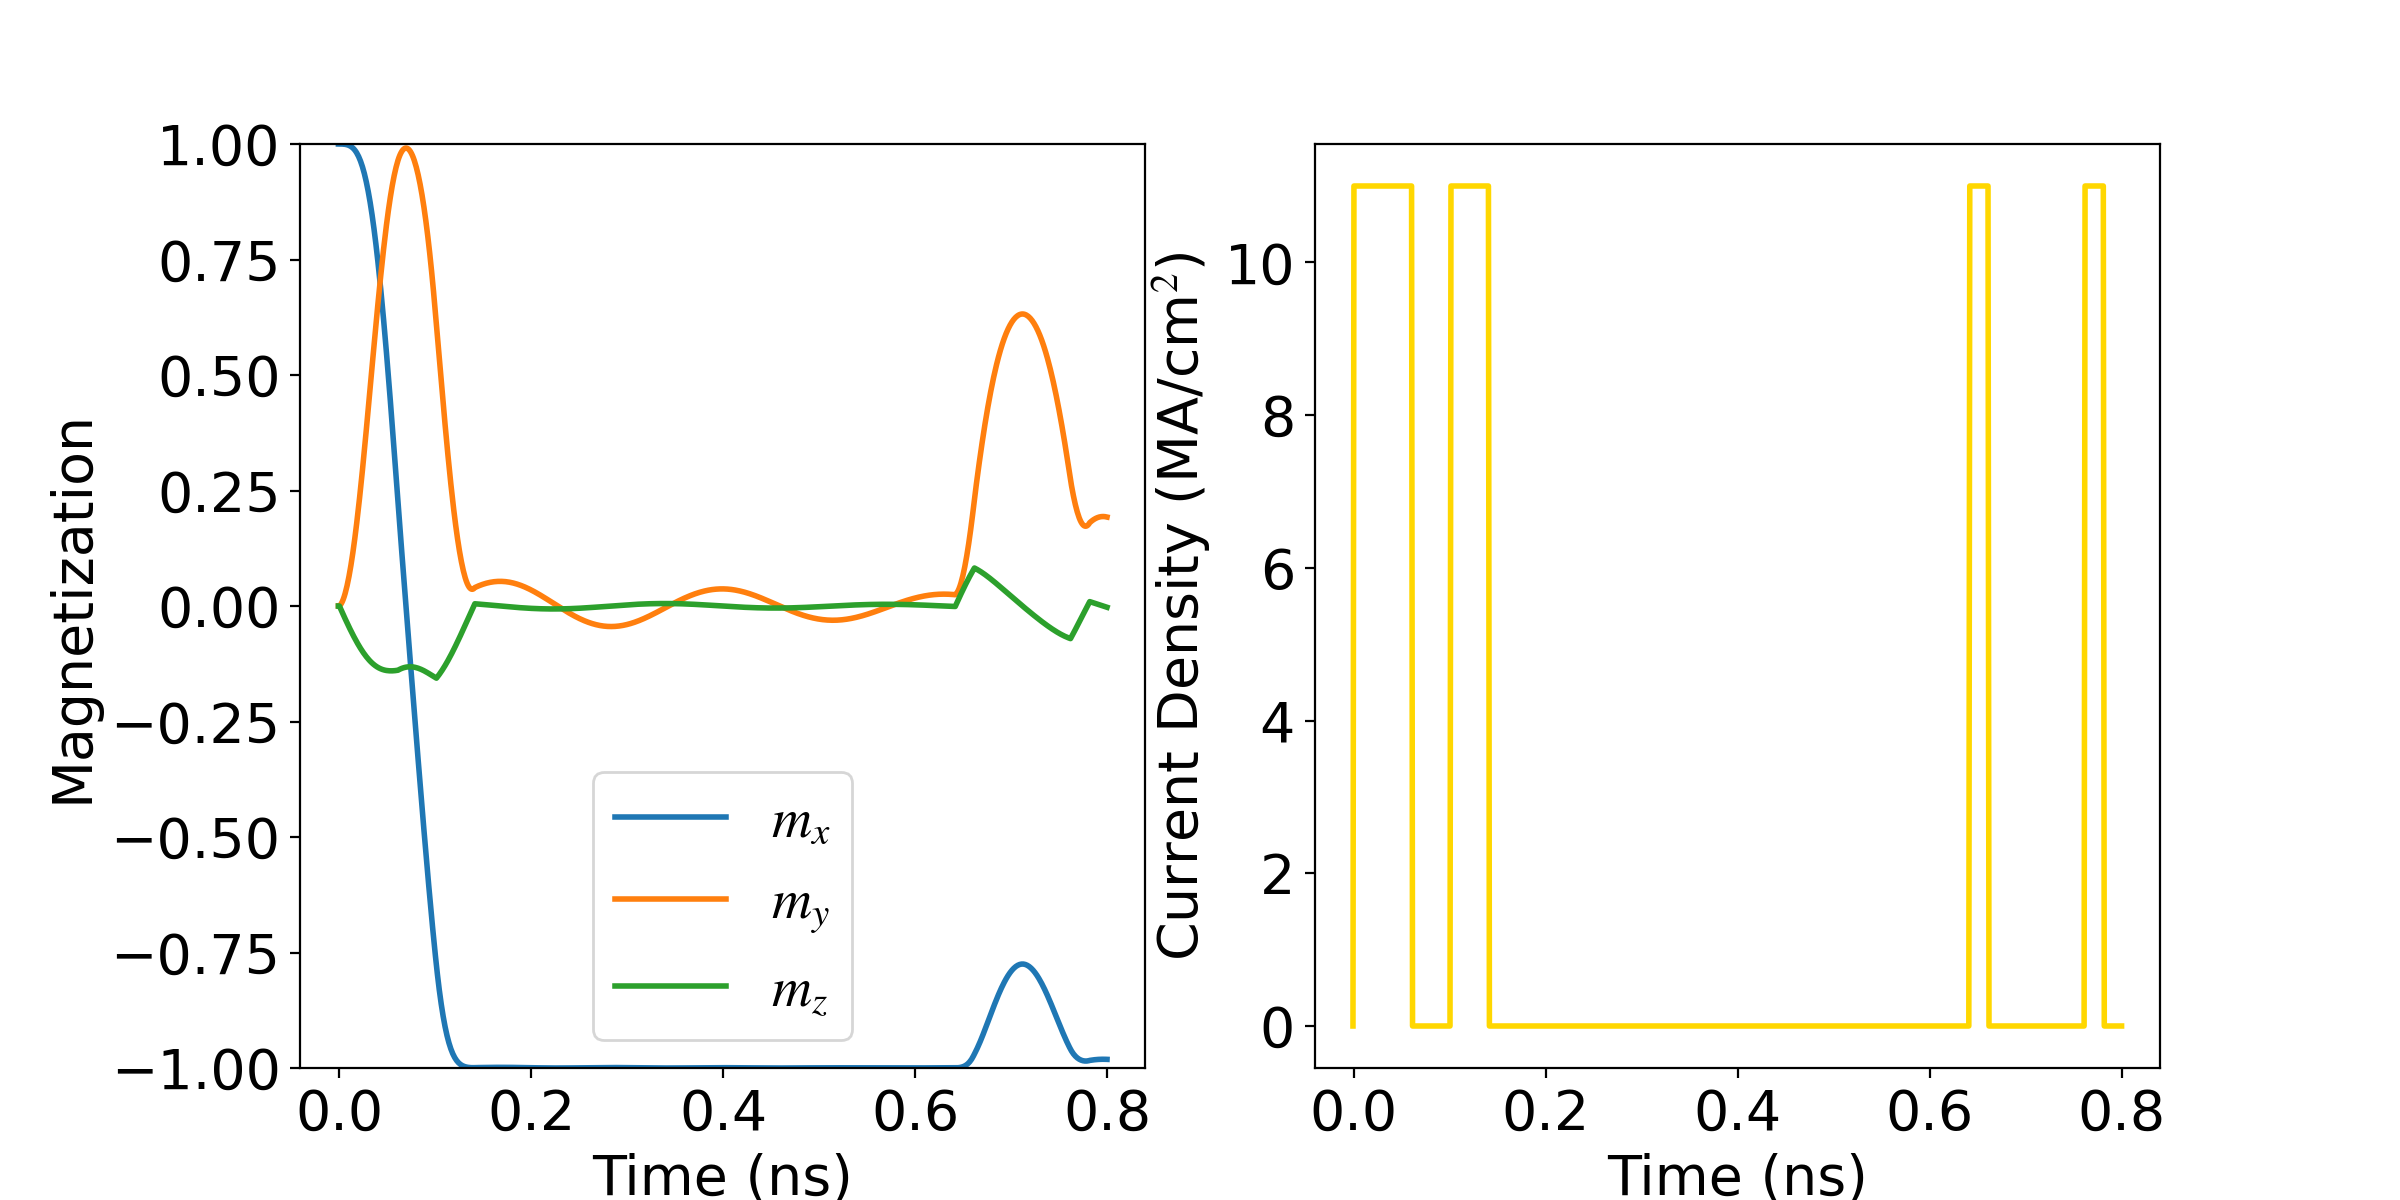 1.00
0.75
0.50
0.25
0.00
−0.25
−0.50
−0.75
−1.00
Magnetization
0.0 0.2 0.4 0.6 0.8
Time (ns)
m_x
m_y
m_z
Current Density (MA/cm²)
10
8
6
4
2
0
0.0 0.2 0.4 0.6 0.8
Time (ns)